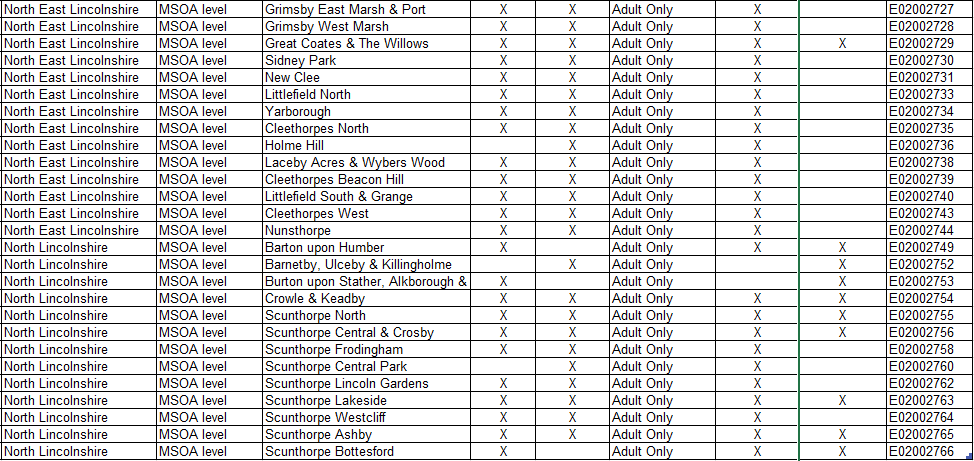 North East Lincolnshire MSOA level Grimsby East Marsh & Port X X Adult Only X E02002727
North East Lincolnshire MSOA level Grimsby West Marsh X X Adult Only X E02002728
North East Lincolnshire MSOA level Great Coates & The Willows X X Adult Only X X E02002729
North East Lincolnshire MSOA level Sidney Park X X Adult Only X E02002730
North East Lincolnshire MSOA level New Clee X X Adult Only X E02002731
North East Lincolnshire MSOA level Littlefield North X X Adult Only X E02002733
North East Lincolnshire MSOA level Yarborough X X Adult Only X E02002734
North East Lincolnshire MSOA level Cleethorpes North X X Adult Only X E02002735
North East Lincolnshire MSOA level Holme Hill X Adult Only X E02002736
North East Lincolnshire MSOA level Laceby Acres & Wybers Wood X X Adult Only X E02002738
North East Lincolnshire MSOA level Cleethorpes Beacon Hill X X Adult Only X E02002739
North East Lincolnshire MSOA level Littlefield South & Grange X X Adult Only X E02002740
North East Lincolnshire MSOA level Cleethorpes West X X Adult Only X E02002743
North East Lincolnshire MSOA level Nunsthorpe X X Adult Only X E02002744
North Lincolnshire MSOA level Barton upon Humber X X X E02002749
North Lincolnshire MSOA level Barnetby, Ulceby & Killingholme X Adult Only X E02002752
North Lincolnshire MSOA level Burton upon Stather, Alkborough & X Adult Only X E02002753
North Lincolnshire MSOA level Crowle & Keadby X X Adult Only X X E02002754
North Lincolnshire MSOA level Scunthorpe North X X Adult Only X X E02002755
North Lincolnshire MSOA level Scunthorpe Central & Crosby X X Adult Only X X E02002756
North Lincolnshire MSOA level Scunthorpe Frodingham X X Adult Only X E02002758
North Lincolnshire MSOA level Scunthorpe Central Park X Adult Only X E02002760
North Lincolnshire MSOA level Scunthorpe Lincoln Gardens X X Adult Only X E02002762
North Lincolnshire MSOA level Scunthorpe Lakeside X X Adult Only X X E02002763
North Lincolnshire MSOA level Scunthorpe Westcliff X X Adult Only X E02002764
North Lincolnshire MSOA level Scunthorpe Ashby X X Adult Only X X E02002765
North Lincolnshire MSOA level Scunthorpe Bottesford X Adult Only X X E02002766